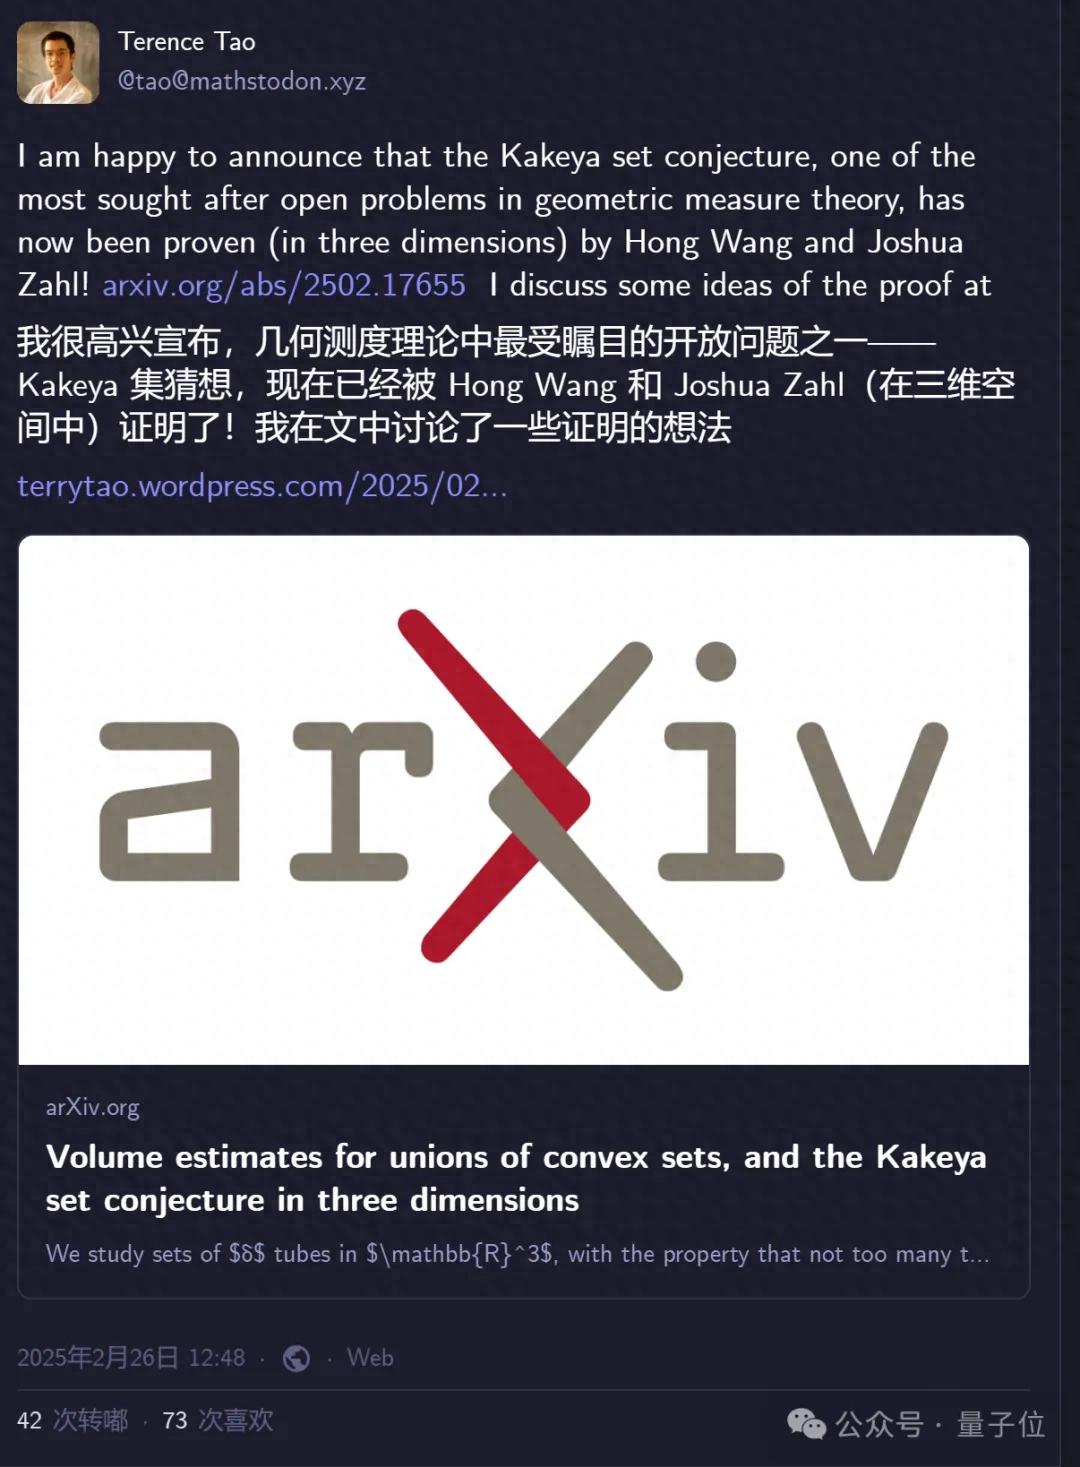 Terence Tao
@tao@mathstodon.xyz
I am happy to announce that the Kakeya set conjecture, one of the
most sought after open problems in geometric measure theory, has
now been proven (in three dimensions) by Hong Wang and Joshua
Zahl! arxiv.org/abs/2502.17655 I discuss some ideas of the proof at
我很高兴宣布，几何测度理论中最受瞩目的开放问题之一——
Kakeya 集猜想，现在已经被 Hong Wang 和 Joshua Zahl（在三维空
间中）证明了！我在文中讨论了一些证明的想法
terrytao.wordpress.com/2025/02...
arXiv
arXiv.org
Volume estimates for unions of convex sets, and the Kakeya
set conjecture in three dimensions
We study sets of $δ$ tubes in $\mathbb{R}^3$, with the property that not too many t...
2025年2月26日 12:48 · Web
42 次转嘟 · 73 次喜欢
公众号 · 量子位